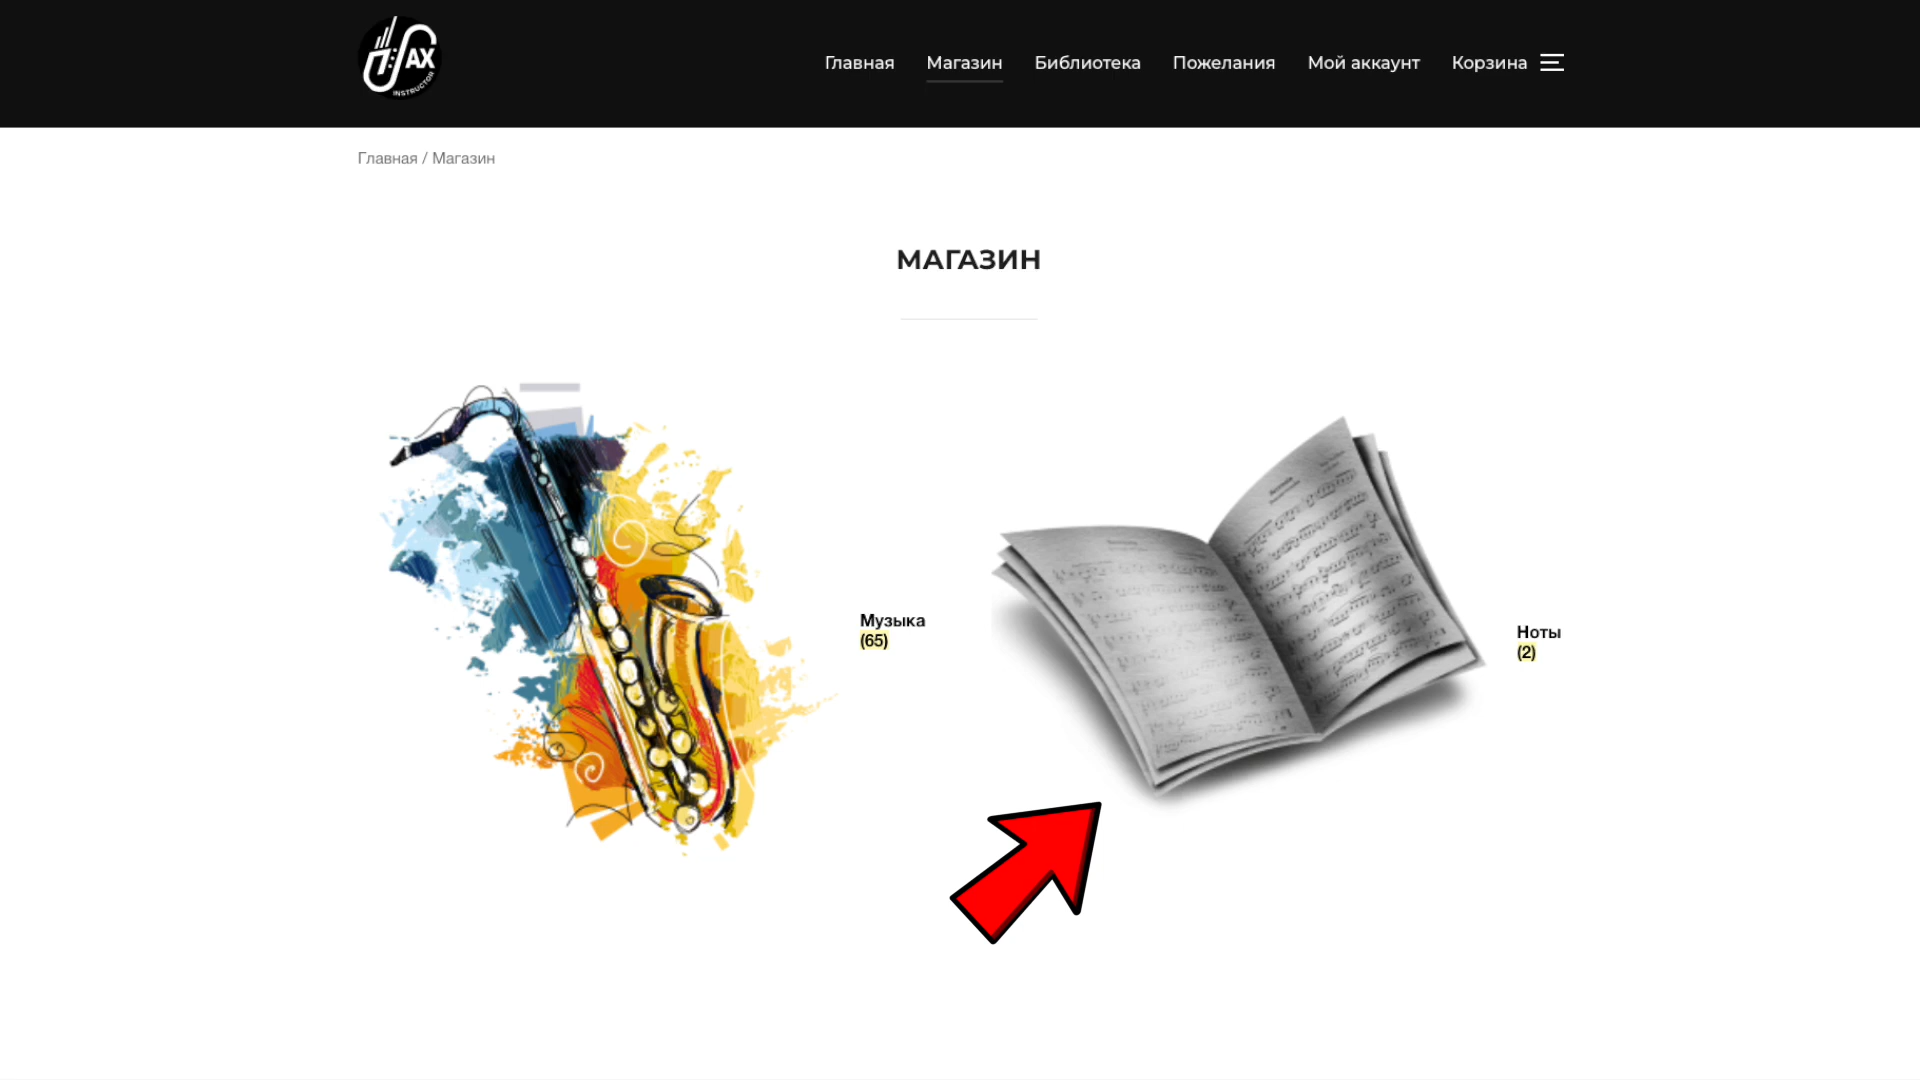 SAX
INSTRUCTOR
Главная Магазин Библиотека Пожелания Мой аккаунт Корзина
Главная / Магазин
МАГАЗИН
Музыка
(65)
Ноты
(2)